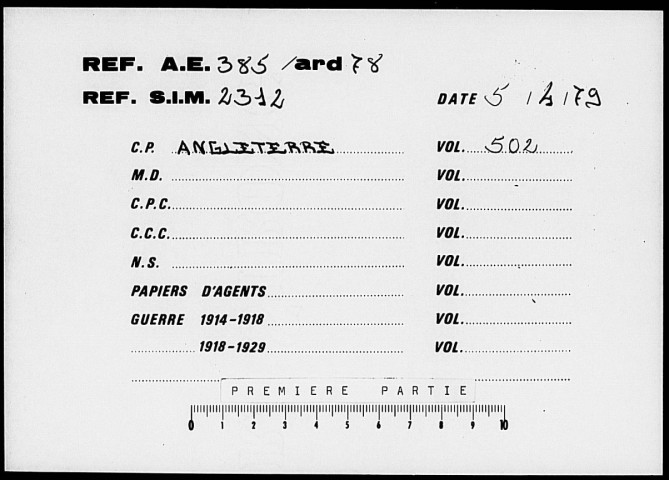 REF. A.E. 385 /ard 78
REF. S.I.M. 2312 DATE 5 / 4 / 79
C.P. ANGLETERRE VOL. 502
M.D. VOL.
C.P.C. VOL.
C.C.C. VOL.
N.S. VOL.
PAPIERS D'AGENTS VOL.
GUERRE 1914-1918 VOL.
1918-1929 VOL.
PREMIERE PARTIE
0 1 2 3 4 5 6 7 8 9 10